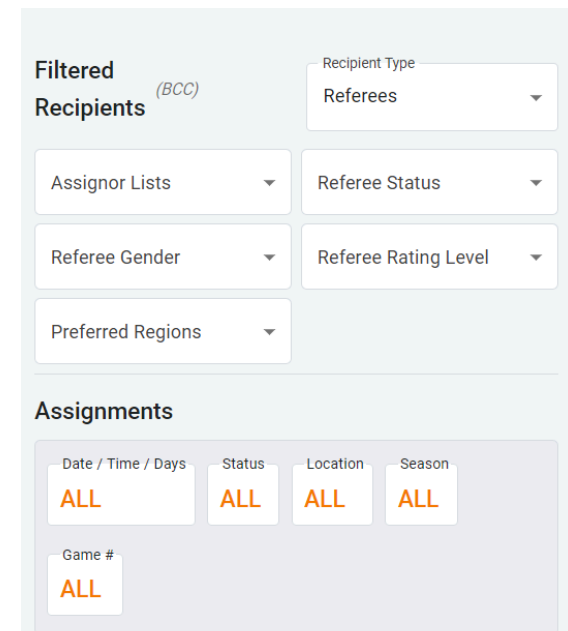 Filtered
Recipients (BCC)
Recipient Type
Referees
Assignor Lists
Referee Status
Referee Gender
Referee Rating Level
Preferred Regions
Assignments
Date / Time / Days
ALL
Status
ALL
Location
ALL
Season
ALL
Game #
ALL